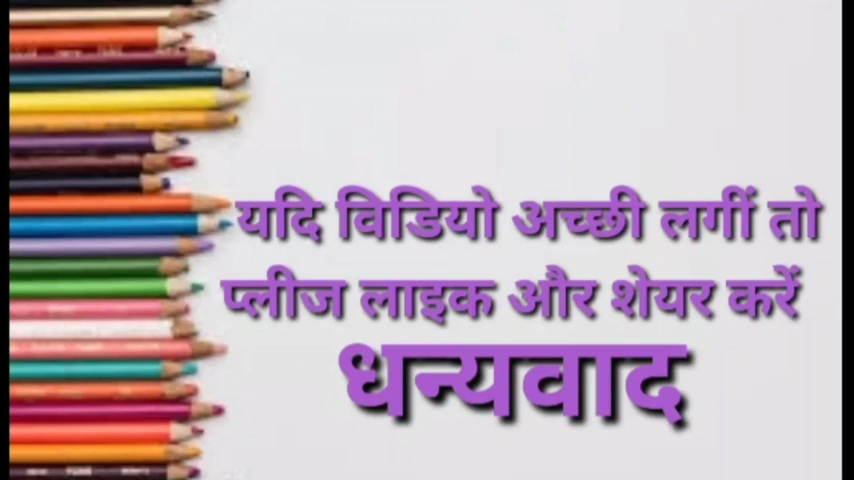 यदि विडियो अच्छी लगीं तो
प्लीज लाइक और शेयर करें
धन्यवाद